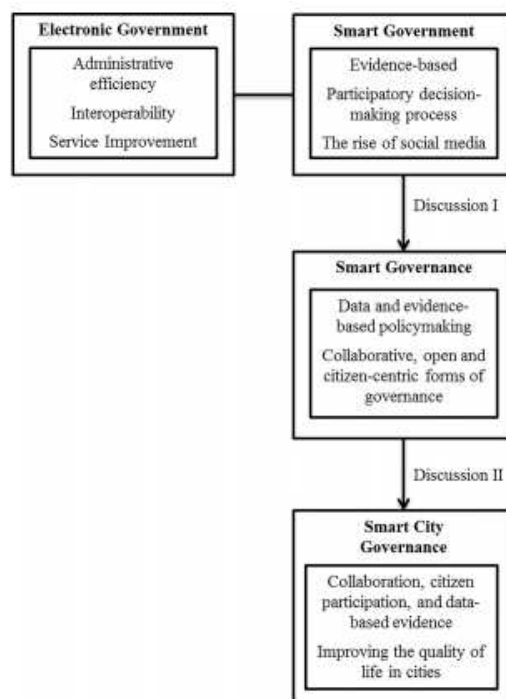 Electronic Government
Administrative
efficiency
Interoperability
Service Improvement
Smart Government
Evidence-based
Participatory decision-
making process
The rise of social media
Discussion I
Smart Governance
Data and evidence-
based policymaking
Collaborative, open and
citizen-centric forms of
governance
Discussion II
Smart City
Governance
Collaboration, citizen
participation, and data-
based evidence
Improving the quality of
life in cities